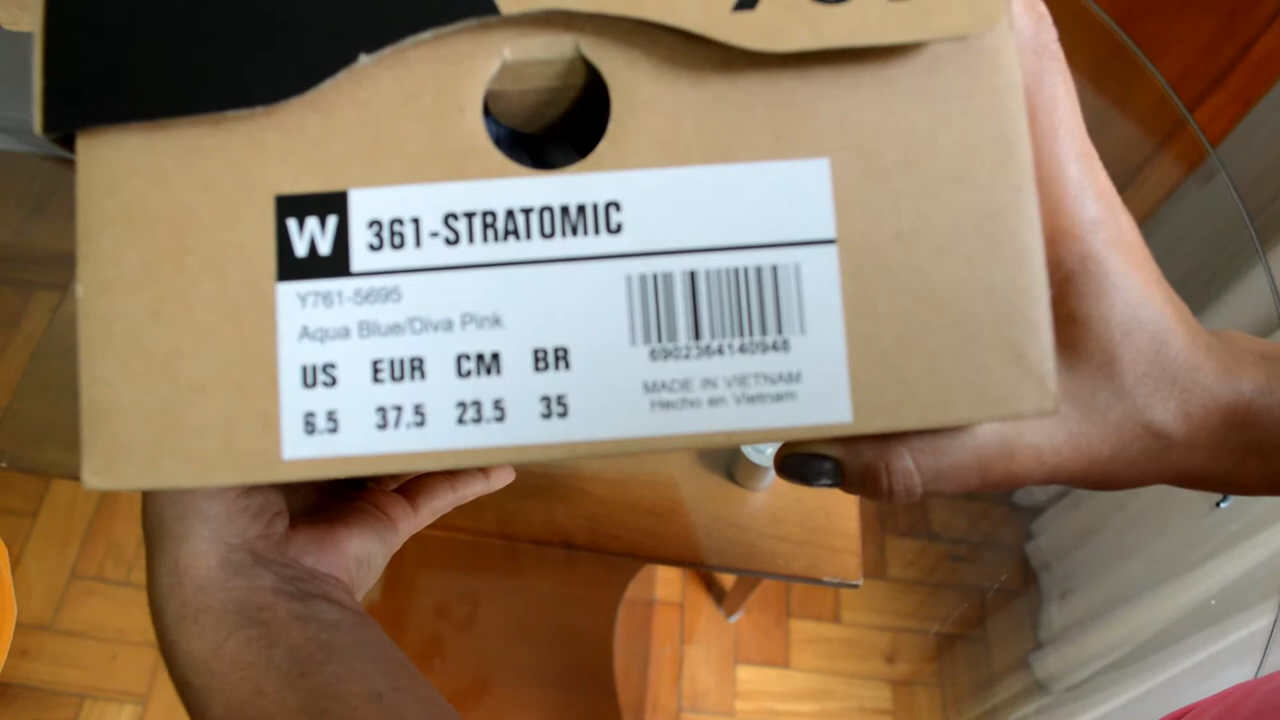 W 361-STRATOMIC
Y761-5695
Aqua Blue/Diva Pink
US EUR CM BR
6.5 37.5 23.5 35
6902364140948
MADE IN VIETNAM
Hecho en Vietnam